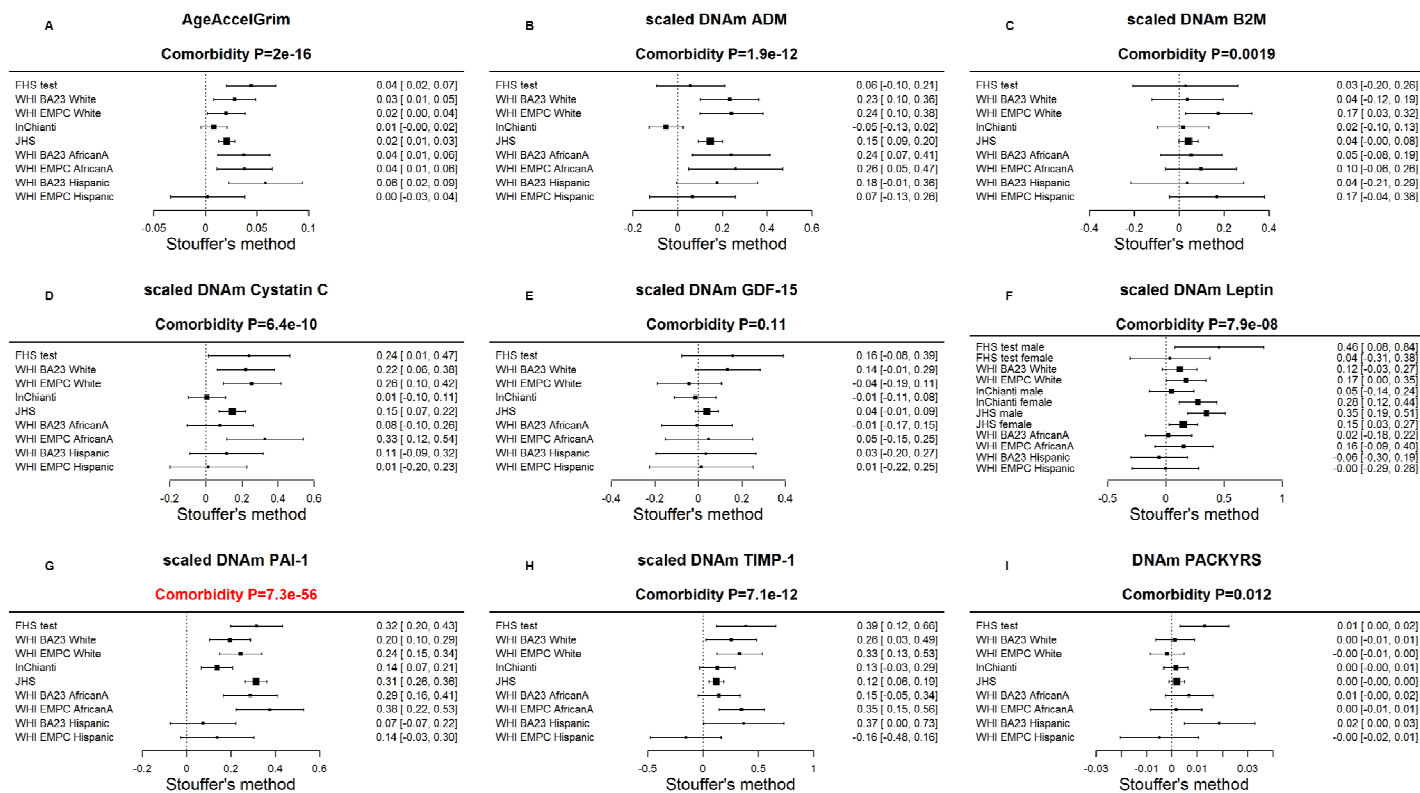 A AgeAccelGrim
Comorbidity P=2e-16
FHS test 0.04 [ 0.02, 0.07]
WHI BA23 White 0.03 [ 0.01, 0.05]
WHI EMPC White 0.02 [ 0.00, 0.04]
InChianti 0.01 [-0.00, 0.02]
JHS 0.02 [ 0.01, 0.03]
WHI BA23 AfricanA 0.04 [ 0.01, 0.06]
WHI EMPC AfricanA 0.04 [ 0.01, 0.06]
WHI BA23 Hispanic 0.06 [ 0.02, 0.09]
WHI EMPC Hispanic 0.00 [-0.03, 0.04]
-0.05 0 0.05 0.1
Stouffer's method
B scaled DNAm ADM
Comorbidity P=1.9e-12
FHS test 0.06 [-0.10, 0.21]
WHI BA23 White 0.23 [ 0.10, 0.36]
WHI EMPC White 0.24 [ 0.10, 0.38]
InChianti -0.05 [-0.13, 0.02]
JHS 0.15 [ 0.09, 0.20]
WHI BA23 AfricanA 0.24 [ 0.07, 0.41]
WHI EMPC AfricanA 0.26 [ 0.05, 0.47]
WHI BA23 Hispanic 0.18 [-0.01, 0.36]
WHI EMPC Hispanic 0.07 [-0.13, 0.26]
-0.2 0 0.2 0.4 0.6
Stouffer's method
C scaled DNAm B2M
Comorbidity P=0.0019
FHS test 0.03 [-0.20, 0.26]
WHI BA23 White 0.04 [-0.12, 0.19]
WHI EMPC White 0.17 [ 0.03, 0.32]
InChianti 0.02 [-0.10, 0.13]
JHS 0.04 [-0.00, 0.08]
WHI BA23 AfricanA 0.05 [-0.08, 0.19]
WHI EMPC AfricanA 0.10 [-0.06, 0.26]
WHI BA23 Hispanic 0.04 [-0.21, 0.29]
WHI EMPC Hispanic 0.17 [-0.04, 0.38]
-0.4 -0.2 0 0.2 0.4
Stouffer's method
D scaled DNAm Cystatin C
Comorbidity P=6.4e-10
FHS test 0.24 [ 0.01, 0.47]
WHI BA23 White 0.22 [ 0.06, 0.38]
WHI EMPC White 0.26 [ 0.10, 0.42]
InChianti 0.01 [-0.10, 0.11]
JHS 0.15 [ 0.07, 0.22]
WHI BA23 AfricanA 0.08 [-0.10, 0.26]
WHI EMPC AfricanA 0.33 [ 0.12, 0.54]
WHI BA23 Hispanic 0.11 [-0.09, 0.32]
WHI EMPC Hispanic 0.01 [-0.20, 0.23]
-0.2 0 0.2 0.4 0.6
Stouffer's method
E scaled DNAm GDF-15
Comorbidity P=0.11
FHS test 0.16 [-0.08, 0.39]
WHI BA23 White 0.14 [-0.01, 0.29]
WHI EMPC White -0.04 [-0.19, 0.11]
InChianti -0.01 [-0.11, 0.08]
JHS 0.04 [-0.01, 0.09]
WHI BA23 AfricanA -0.01 [-0.17, 0.15]
WHI EMPC AfricanA 0.05 [-0.15, 0.25]
WHI BA23 Hispanic 0.03 [-0.20, 0.27]
WHI EMPC Hispanic 0.01 [-0.22, 0.25]
-0.4 -0.2 0 0.2 0.4
Stouffer's method
F scaled DNAm Leptin
Comorbidity P=7.9e-08
FHS test male 0.46 [ 0.08, 0.84]
FHS test female 0.04 [-0.31, 0.38]
WHI BA23 White 0.12 [-0.03, 0.27]
WHI EMPC White 0.17 [ 0.00, 0.35]
InChianti male 0.05 [-0.14, 0.24]
InChianti female 0.28 [ 0.12, 0.44]
JHS male 0.35 [ 0.19, 0.51]
JHS female 0.15 [ 0.03, 0.27]
WHI BA23 AfricanA 0.02 [-0.18, 0.22]
WHI EMPC AfricanA 0.16 [-0.09, 0.40]
WHI BA23 Hispanic -0.06 [-0.30, 0.19]
WHI EMPC Hispanic -0.00 [-0.29, 0.28]
-0.5 0 0.5 1
Stouffer's method
G scaled DNAm PAI-1
Comorbidity P=7.3e-56
FHS test 0.32 [ 0.20, 0.43]
WHI BA23 White 0.20 [ 0.10, 0.29]
WHI EMPC White 0.24 [ 0.15, 0.34]
InChianti 0.14 [ 0.07, 0.21]
JHS 0.31 [ 0.26, 0.36]
WHI BA23 AfricanA 0.29 [ 0.16, 0.41]
WHI EMPC AfricanA 0.38 [ 0.22, 0.53]
WHI BA23 Hispanic 0.07 [-0.07, 0.22]
WHI EMPC Hispanic 0.14 [-0.03, 0.30]
0 0.2 0.4 0.6
Stouffer's method
H scaled DNAm TIMP-1
Comorbidity P=7.1e-12
FHS test 0.39 [ 0.12, 0.66]
WHI BA23 White 0.26 [ 0.03, 0.49]
WHI EMPC White 0.33 [ 0.13, 0.53]
InChianti 0.13 [-0.03, 0.29]
JHS 0.12 [ 0.06, 0.19]
WHI BA23 AfricanA 0.15 [-0.05, 0.34]
WHI EMPC AfricanA 0.35 [ 0.15, 0.56]
WHI BA23 Hispanic 0.37 [ 0.00, 0.73]
WHI EMPC Hispanic -0.16 [-0.48, 0.16]
-0.5 0 0.5 1
Stouffer's method
I DNAm PACKYRS
Comorbidity P=0.012
FHS test 0.01 [ 0.00, 0.02]
WHI BA23 White 0.00 [-0.01, 0.01]
WHI EMPC White -0.00 [-0.01, 0.00]
InChianti 0.00 [-0.00, 0.01]
JHS 0.00 [-0.00, 0.00]
WHI BA23 AfricanA 0.01 [-0.00, 0.02]
WHI EMPC AfricanA 0.00 [-0.01, 0.01]
WHI BA23 Hispanic 0.02 [ 0.00, 0.03]
WHI EMPC Hispanic -0.00 [-0.02, 0.01]
-0.03 -0.01 0.01 0.03
Stouffer's method